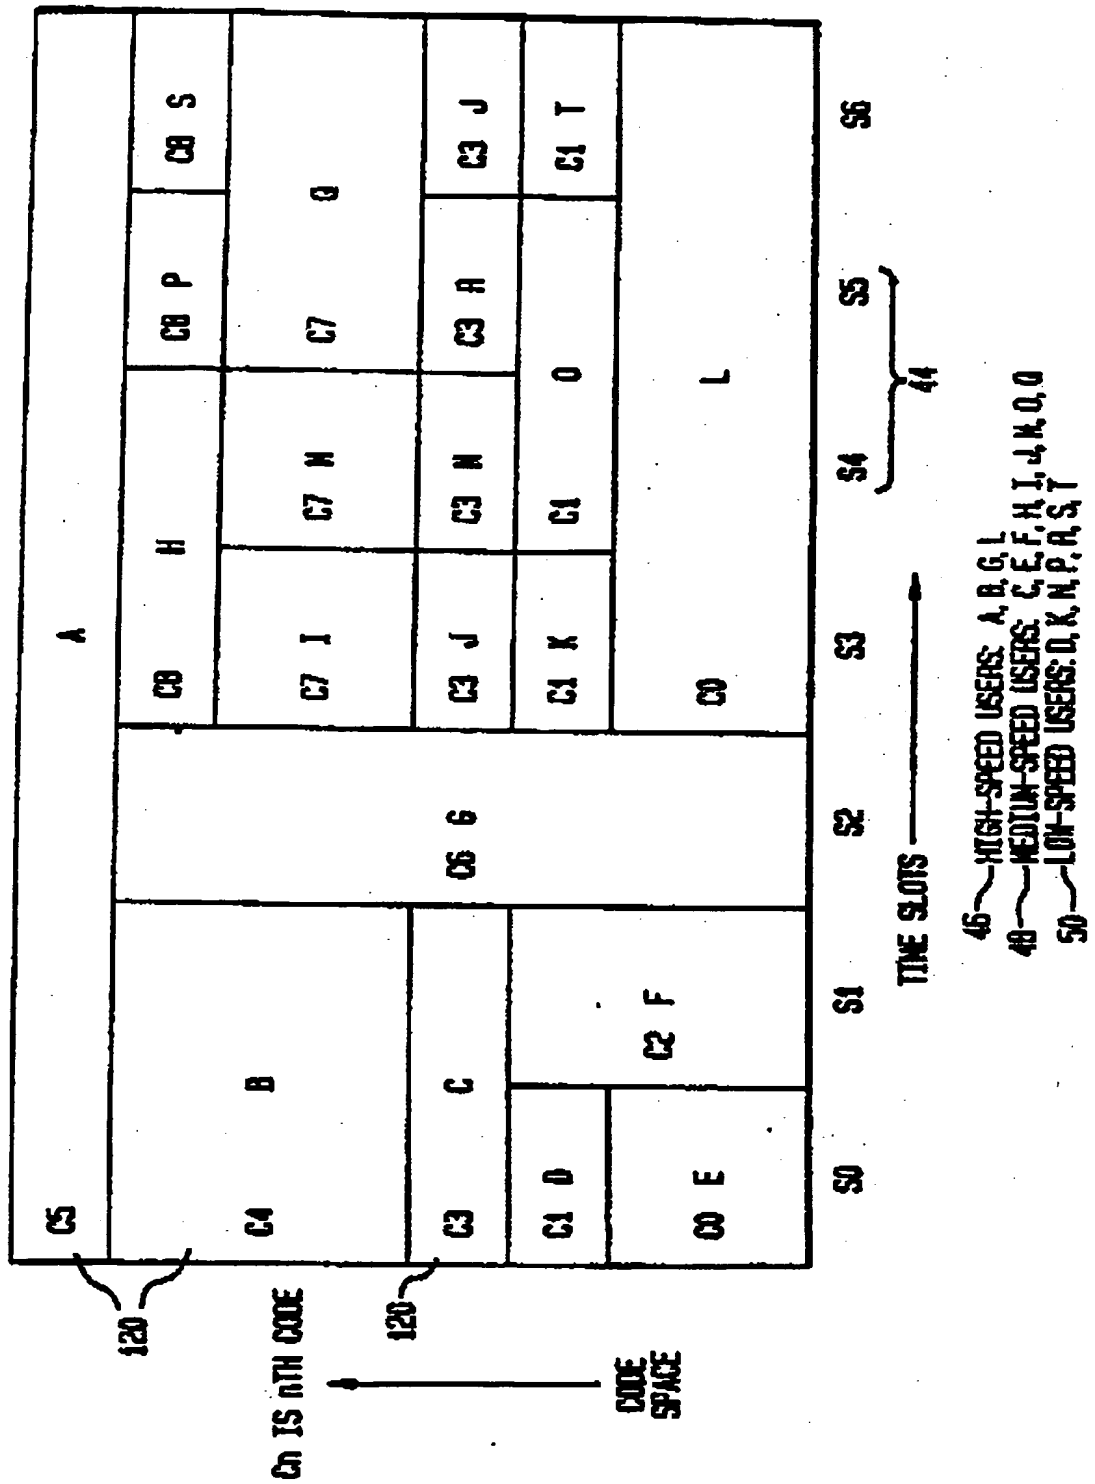 C5 A
120
C8 H C8 P C8 S
C4 B
Cn IS nTH CODE
C7 I C7 M C7 Q
120
C3 C C6 G C3 J C3 N C3 R C3 J
C1 D C1 K C1 O C1 T
CODE
SPACE
C2 F
C0 E C0 L
S0 S1 S2 S3 S4 S5 S6
TIME SLOTS 44
46 HIGH-SPEED USERS: A, B, G, L
48 MEDIUM-SPEED USERS: C, E, F, H, I, J, M, O, Q
50 LOW-SPEED USERS: D, K, N, P, R, S, T